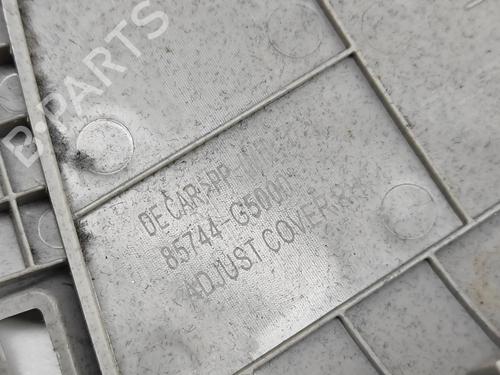 B-PARTS
DE CAR >PP
85744-G5000
ADJUST COVER,R